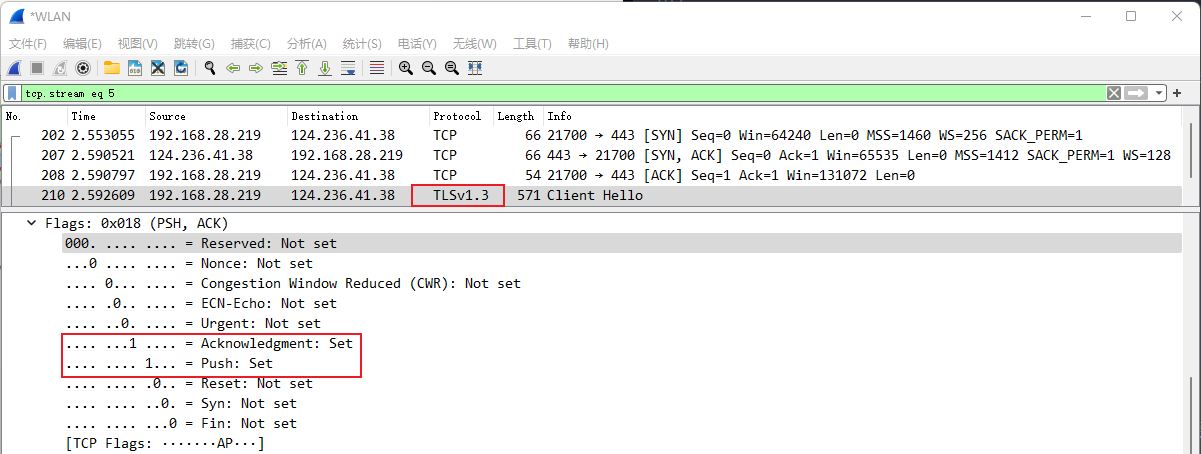 *WLAN
文件(F) 编辑(E) 视图(V) 跳转(G) 捕获(C) 分析(A) 统计(S) 电话(Y) 无线(W) 工具(T) 帮助(H)
tcp.stream eq 5
No. Time Source Destination Protocol Length Info
202 2.553055 192.168.28.219 124.236.41.38 TCP 66 21700 → 443 [SYN] Seq=0 Win=64240 Len=0 MSS=1460 WS=256 SACK_PERM=1
207 2.590521 124.236.41.38 192.168.28.219 TCP 66 443 → 21700 [SYN, ACK] Seq=0 Ack=1 Win=65535 Len=0 MSS=1412 SACK_PERM=1 WS=128
208 2.590797 192.168.28.219 124.236.41.38 TCP 54 21700 → 443 [ACK] Seq=1 Ack=1 Win=131072 Len=0
210 2.592609 192.168.28.219 124.236.41.38 TLSv1.3 571 Client Hello
Flags: 0x018 (PSH, ACK)
000. .... .... = Reserved: Not set
...0 .... .... = Nonce: Not set
.... 0... .... = Congestion Window Reduced (CWR): Not set
.... .0.. .... = ECN-Echo: Not set
.... ..0. .... = Urgent: Not set
.... ...1 .... = Acknowledgment: Set
.... .... 1... = Push: Set
.... .... .0.. = Reset: Not set
.... .... ..0. = Syn: Not set
.... .... ...0 = Fin: Not set
[TCP Flags: ·······AP···]